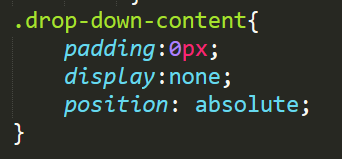 .drop-down-content{
padding:0px;
display:none;
position: absolute;
}